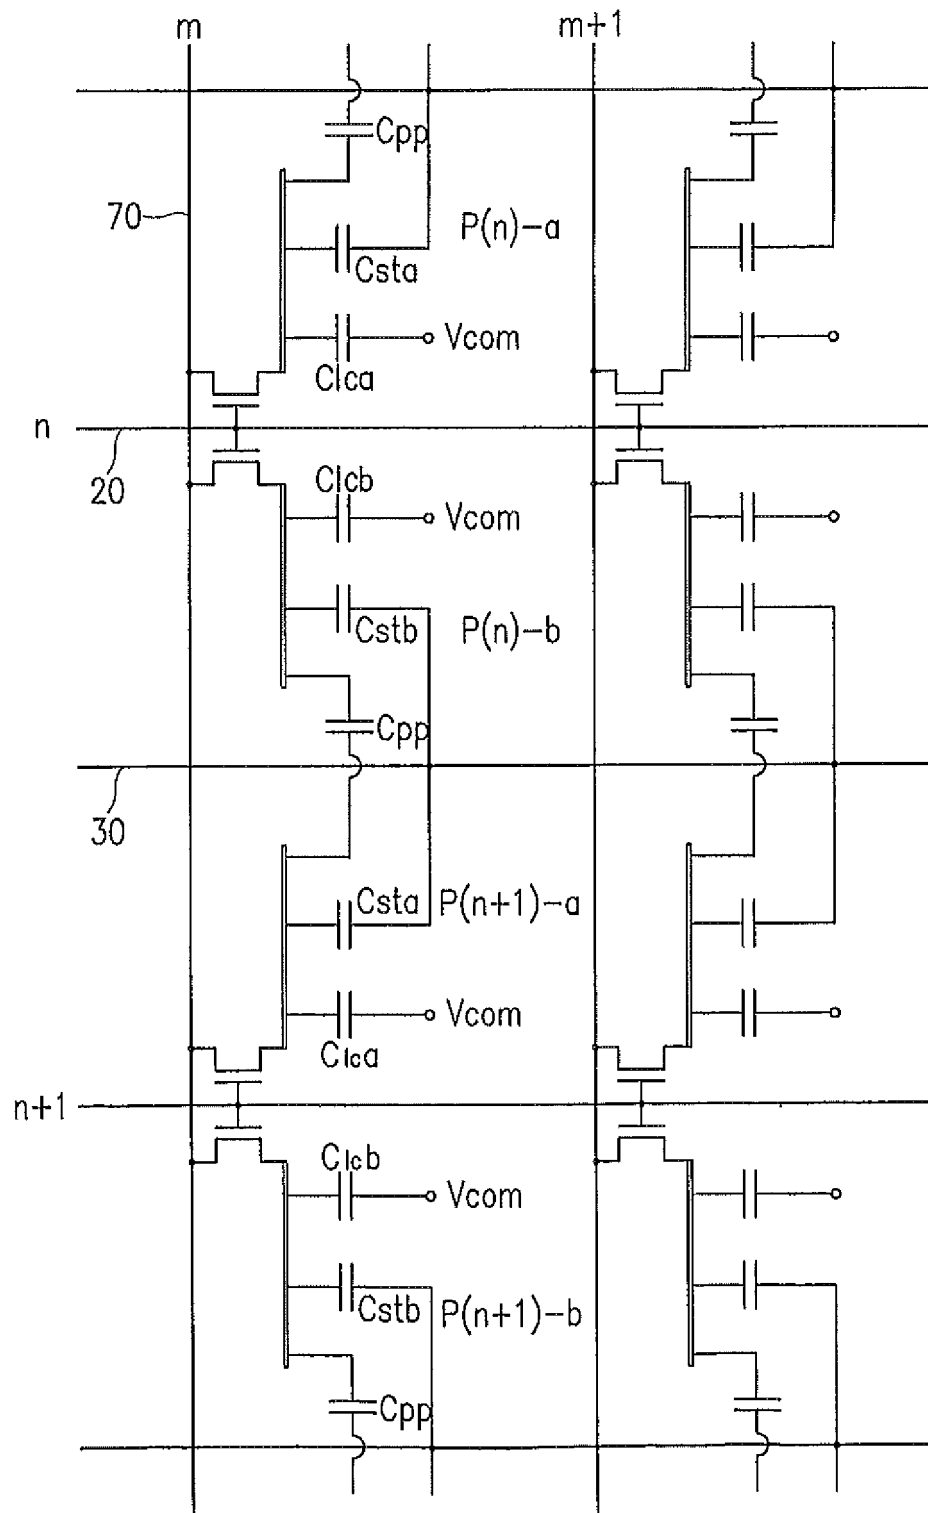 m
m+1
Cpp
70
P(n)-a
Csta
Vcom
Clca
n
20
Clcb
Vcom
Cstb
P(n)-b
Cpp
30
Csta
P(n+1)-a
Vcom
Clca
n+1
Clcb
Vcom
Cstb
P(n+1)-b
Cpp